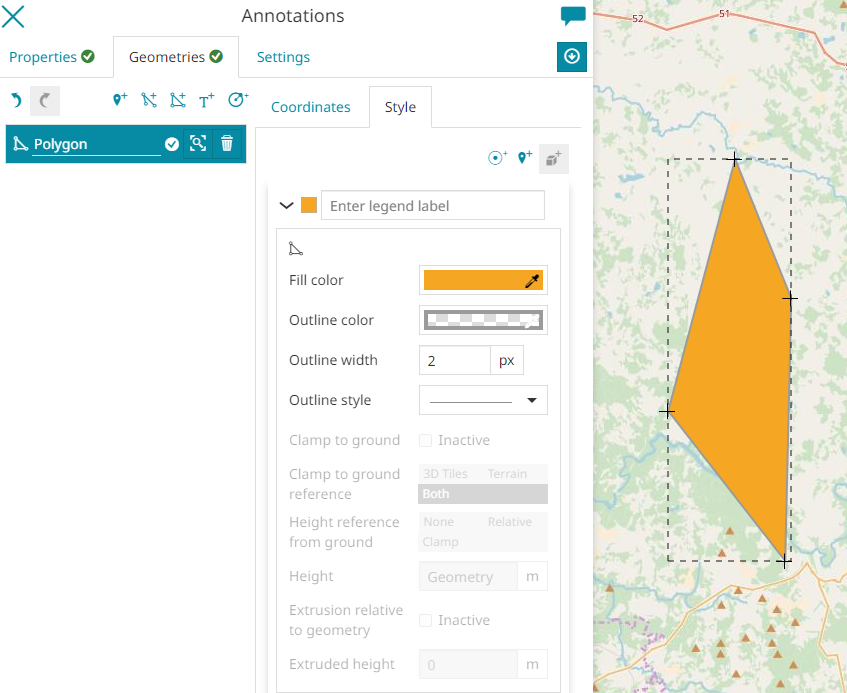 Annotations
Properties
Geometries
Settings
Coordinates
Style
T+
Polygon
Enter legend label
Fill color
Outline color
Outline width
2
px
Outline style
Clamp to ground
Inactive
Clamp to ground
reference
3D Tiles
Terrain
Both
Height reference
from ground
None
Relative
Clamp
Height
Geometry
m
Extrusion relative
to geometry
Inactive
Extruded height
0
m
52
51